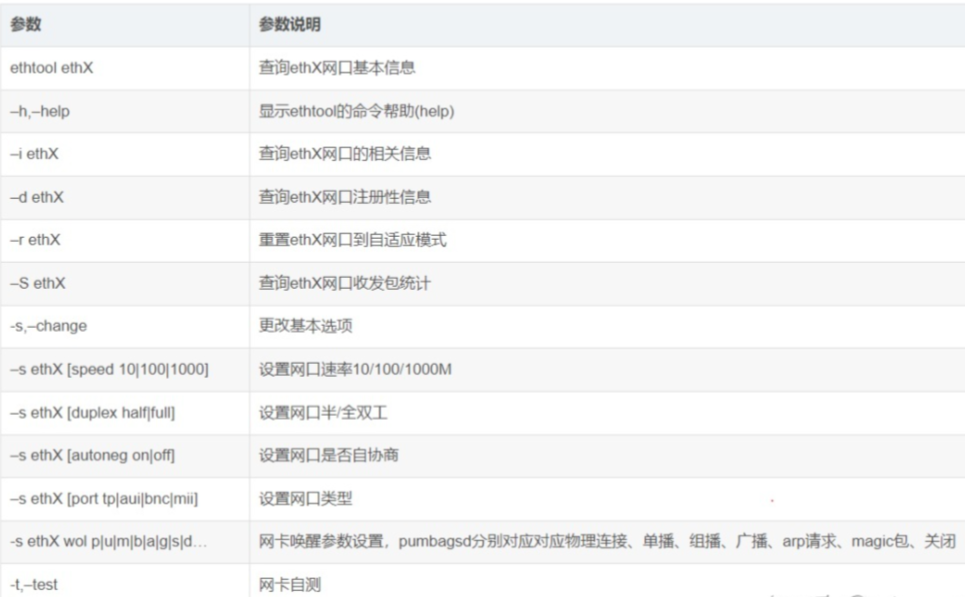 参数 参数说明
ethtool ethX 查询ethX网口基本信息
–h,–help 显示ethtool的命令帮助(help)
–i ethX 查询ethX网口的相关信息
–d ethX 查询ethX网口注册性信息
–r ethX 重置ethX网口到自适应模式
–S ethX 查询ethX网口收发包统计
-s,–change 更改基本选项
–s ethX [speed 10|100|1000] 设置网口速率10/100/1000M
–s ethX [duplex half|full] 设置网口半/全双工
–s ethX [autoneg on|off] 设置网口是否自协商
–s ethX [port tp|aui|bnc|mii] 设置网口类型
-s ethX wol p|u|m|b|a|g|s|d… 网卡唤醒参数设置，pumbagsd分别对应对应物理连接、单播、组播、广播、arp请求、magic包、关闭
-t,–test 网卡自测